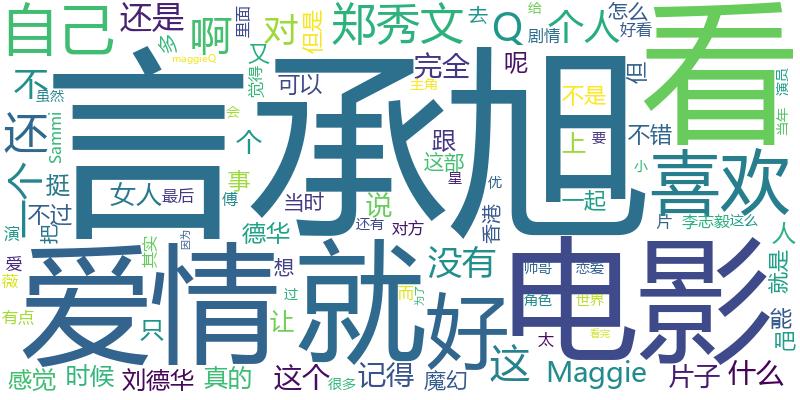 自己 还是 多 啊 里面 又 对 但是 郑秀文 去 Q 给 剧情 个人 怎么 好看 看
maggieQ 觉得 可以 完全 呢 主角 不是 但 演员
不 虽然 言承旭 会 当年
还 Sammi 个 跟 这部 上 要 不错
一个 挺 女人 最后 事 傅 当时 说 星 优 一起 小 喜欢
不过 把 还有 对方 香港 片 李志毅 这么 人
演 其实 因为 德华
爱 爱情 想 就 没有 帅哥 恋爱 电影 就是
薇 过 而 为了 好 角色 世界 能
有点 只 让 太 看完 吧
感觉 时候 刘德华 真的 这个 很多 记得 魔幻 这 Maggie 片子 什么